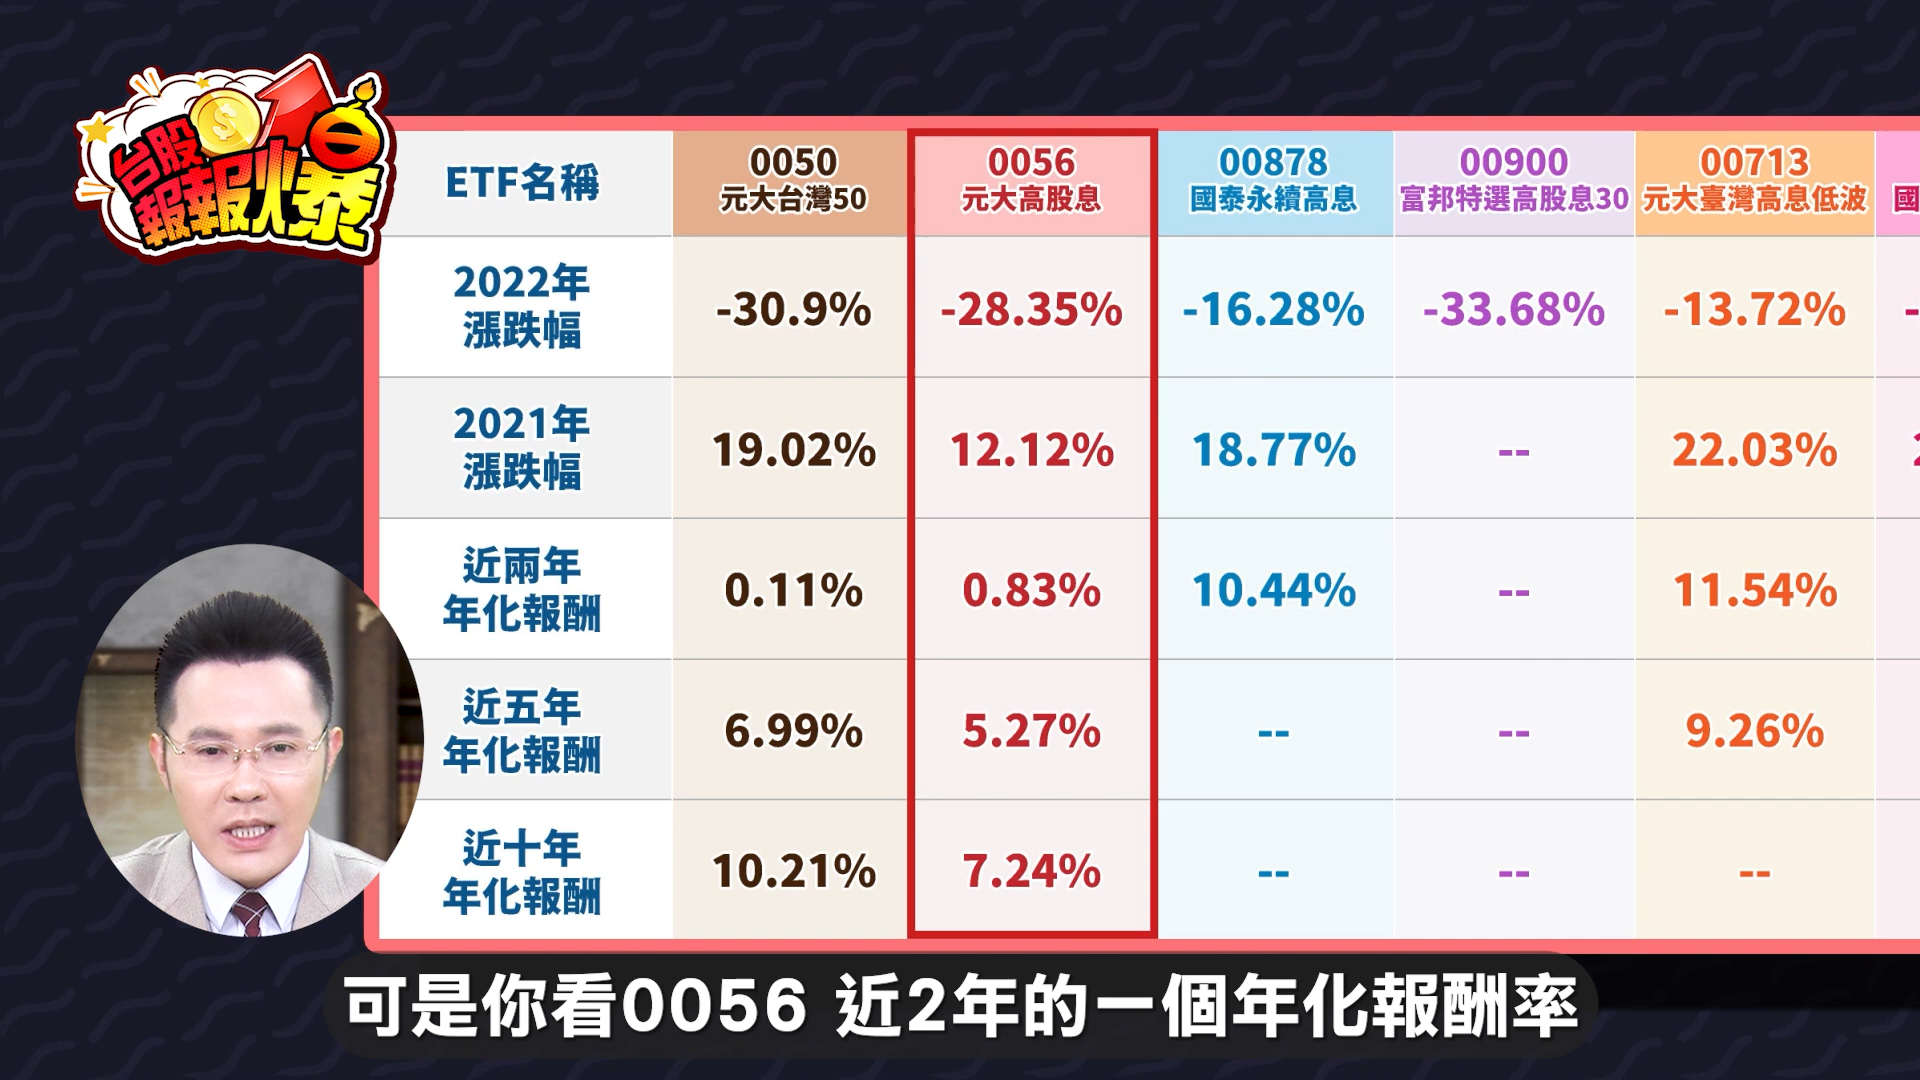 台股
報報爆
ETF名稱
0050
元大台灣50
0056
元大高股息
00878
國泰永續高息
00900
富邦特選高股息30
00713
元大臺灣高息低波
國
2022年
漲跌幅
-30.9%
-28.35%
-16.28%
-33.68%
-13.72%
-
2021年
漲跌幅
19.02%
12.12%
18.77%
--
22.03%
近兩年
年化報酬
0.11%
0.83%
10.44%
--
11.54%
近五年
年化報酬
6.99%
5.27%
--
--
9.26%
近十年
年化報酬
10.21%
7.24%
--
--
--
可是你看0056 近2年的一個年化報酬率